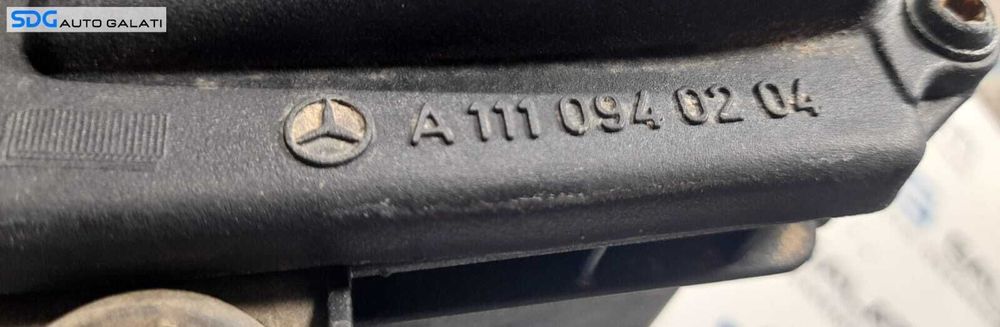 SDG AUTO GALATI
A 111 094 02 04